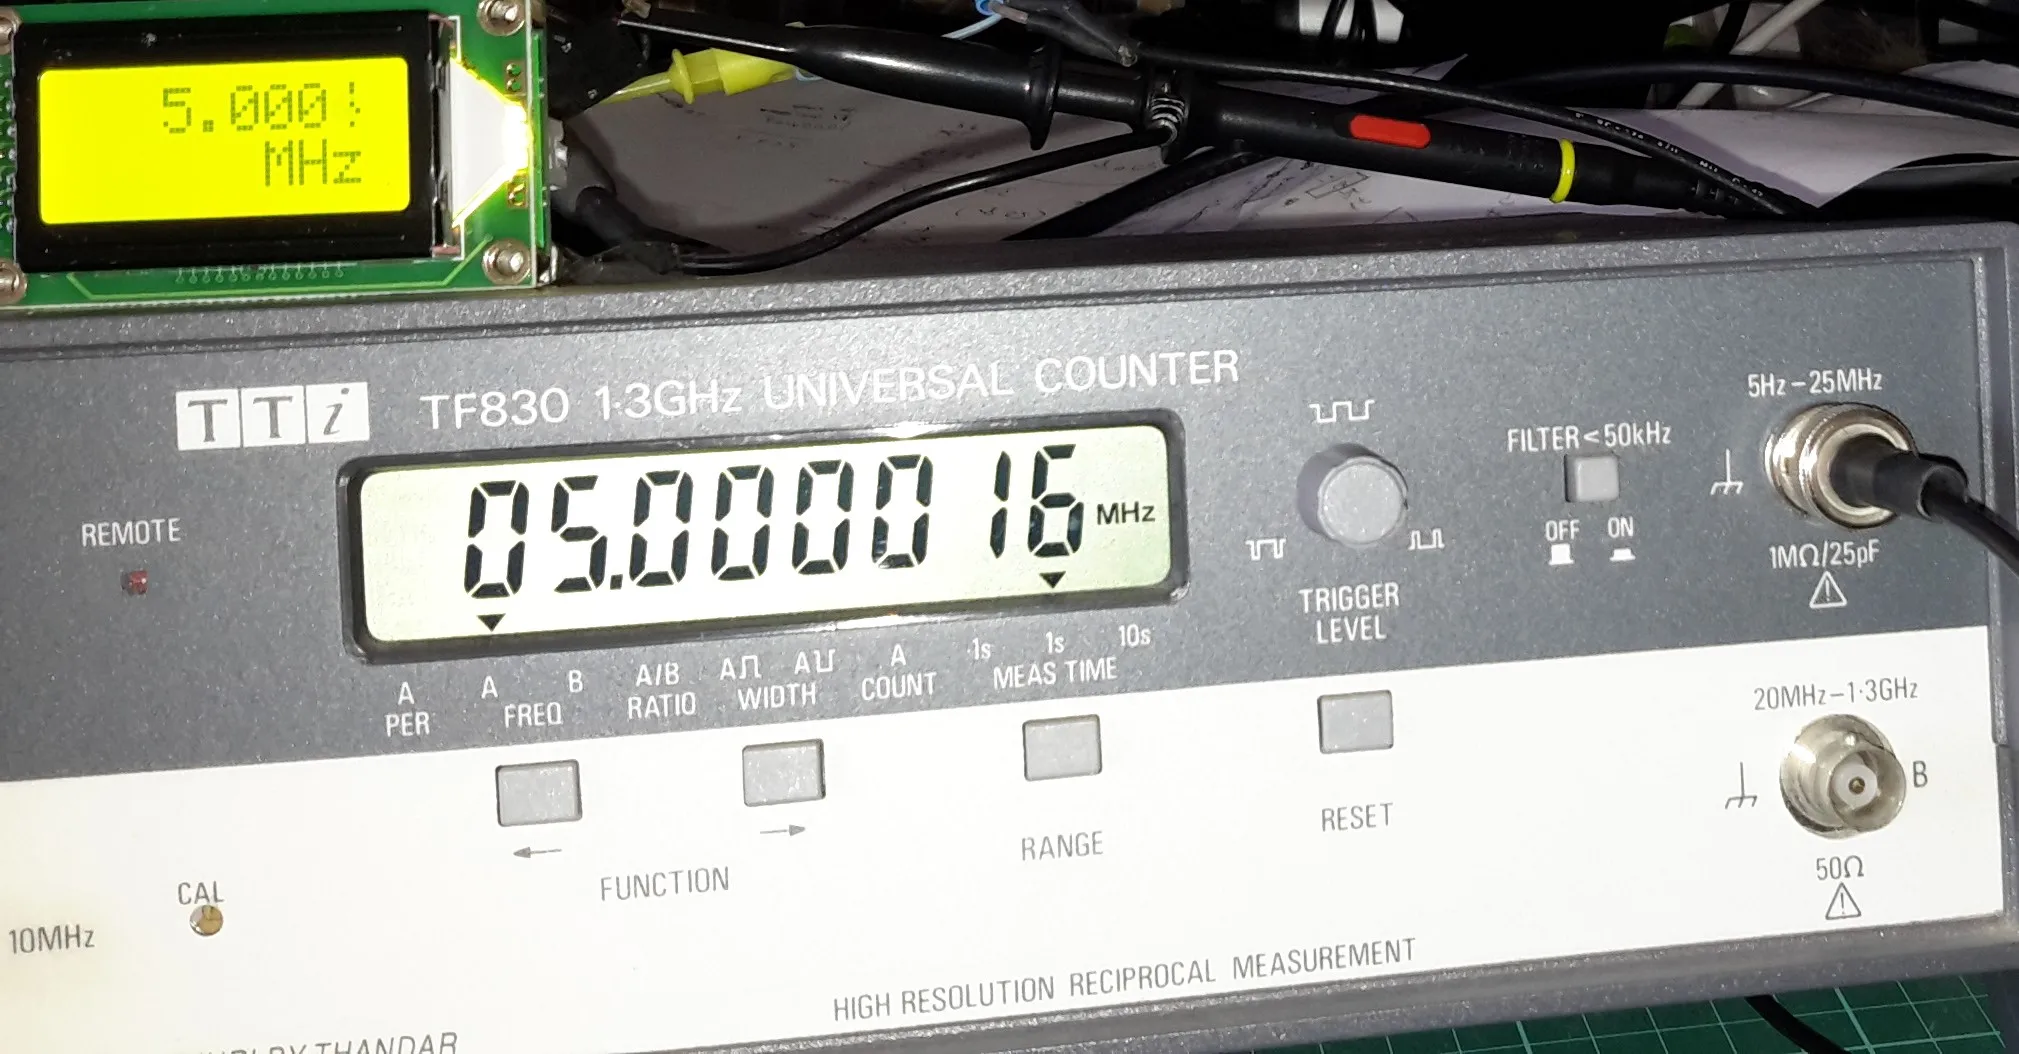 5.000
MHz
TTi TF830 1·3GHz UNIVERSAL COUNTER
05.000016 MHz
REMOTE
A PER
A B
FREQ
A/B RATIO
A A
WIDTH
A COUNT
·1s 1s 10s
MEAS TIME
TRIGGER
LEVEL
FILTER<50kHz
OFF ON
5Hz–25MHz
1MΩ/25pF
20MHz–1·3GHz
B
50Ω
FUNCTION
RANGE
RESET
CAL
10MHz
HIGH RESOLUTION RECIPROCAL MEASUREMENT
THANDAR